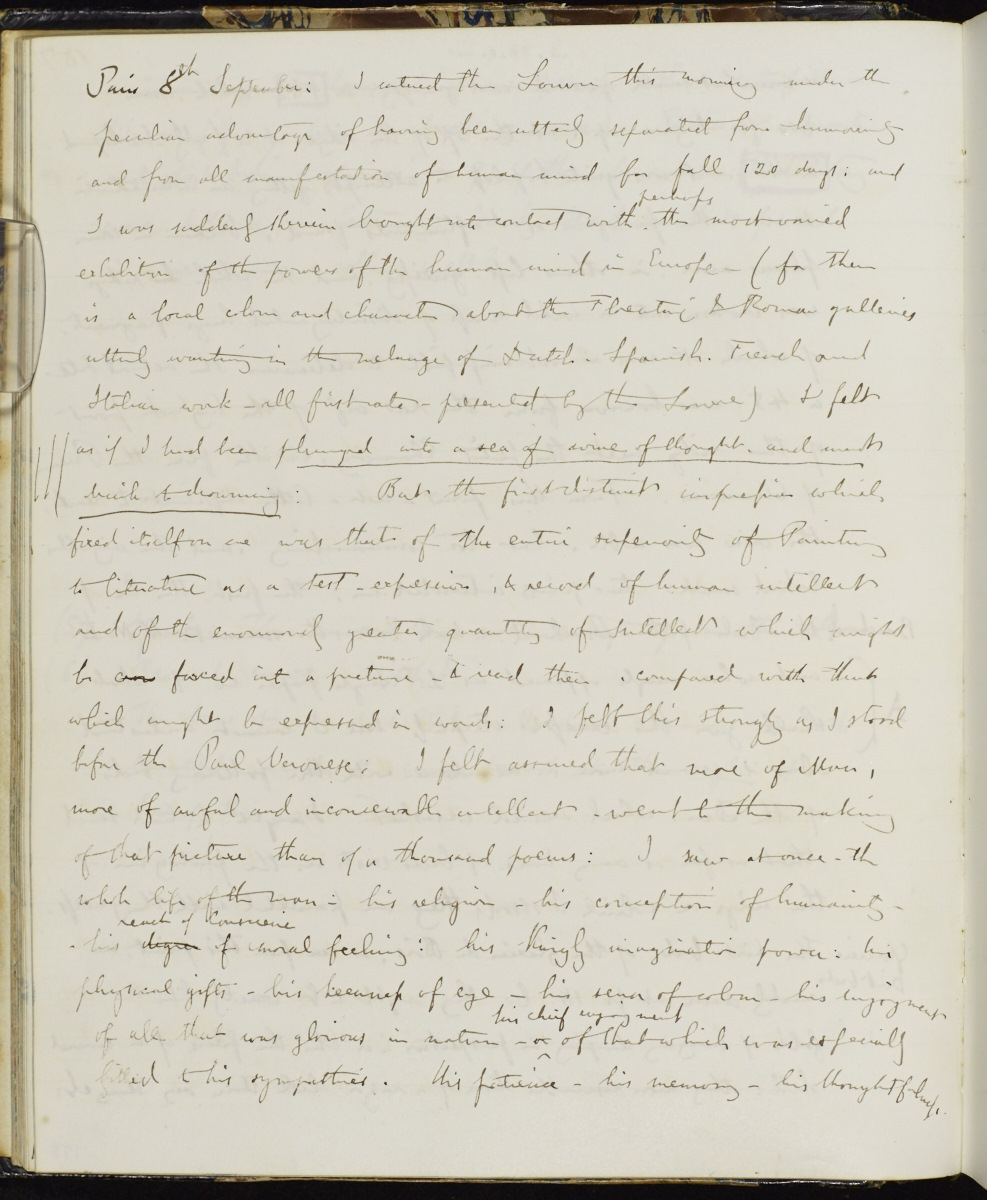 Paris 8th September: I entered the Louvre this morning under the
peculiar advantage of having been utterly separated from humanity
and from all manifestation of human mind for full 120 days: and
perhaps
I was suddenly therein brought into contact with the most varied
exhibition of the powers of the human mind in Europe - (for there
is a local colour and character about the Florentine & Roman galleries
utterly wanting in the melange of Dutch. Spanish. French and
Italian work - all first rate - presented by the Louvre) & felt
as if I had been plunged into a sea of wine of thought. and must
drink to drowning: But the first distinct impression which
fixed itself on me was that of the entire superiority of Painting
to literature as a test - expression, & record of human intellect
and of the enormously greater quantity of Intellect which might
be forced into a picture - & read there. compared with that
which might be expressed in words: I felt this strongly as I stood
before the Paul Veronese: I felt assured that more of Man,
more of awful and inconceivable intellect. went to the making
of that picture than of a thousand poems: I saw at once - the
whole life of the man - his religion - his conception of humanity -
reach of Conscience
- his degree of moral feeling: his kingly imaginative power: his
physical gifts - his keenness of eye - his sense of colour - his enjoyment
his chief enjoyment
of all that was glorious in nature - or of that which was especially
fitted to his sympathies. His patience - his memory - his thoughtfulness.